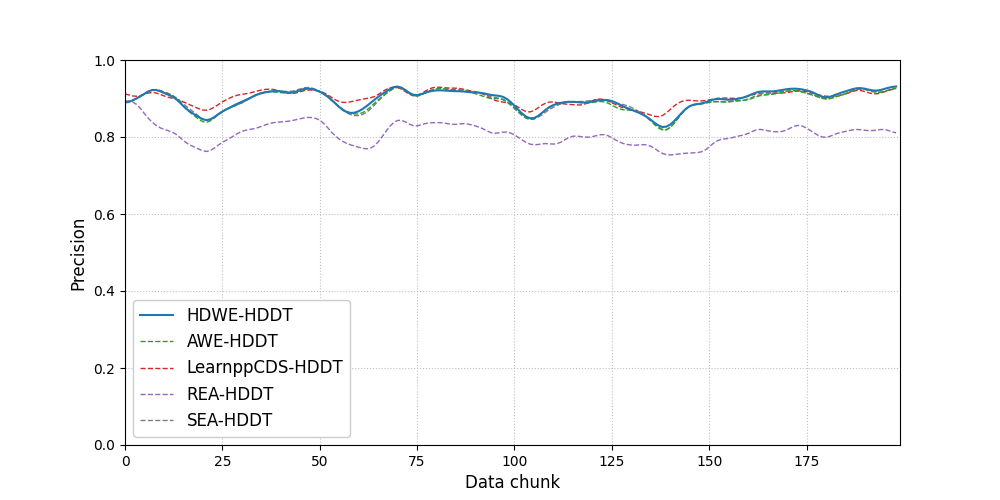 1.0
0.8
0.6
0.4
0.2
0.0
Precision
HDWE-HDDT
AWE-HDDT
LearnppCDS-HDDT
REA-HDDT
SEA-HDDT
0 25 50 75 100 125 150 175
Data chunk